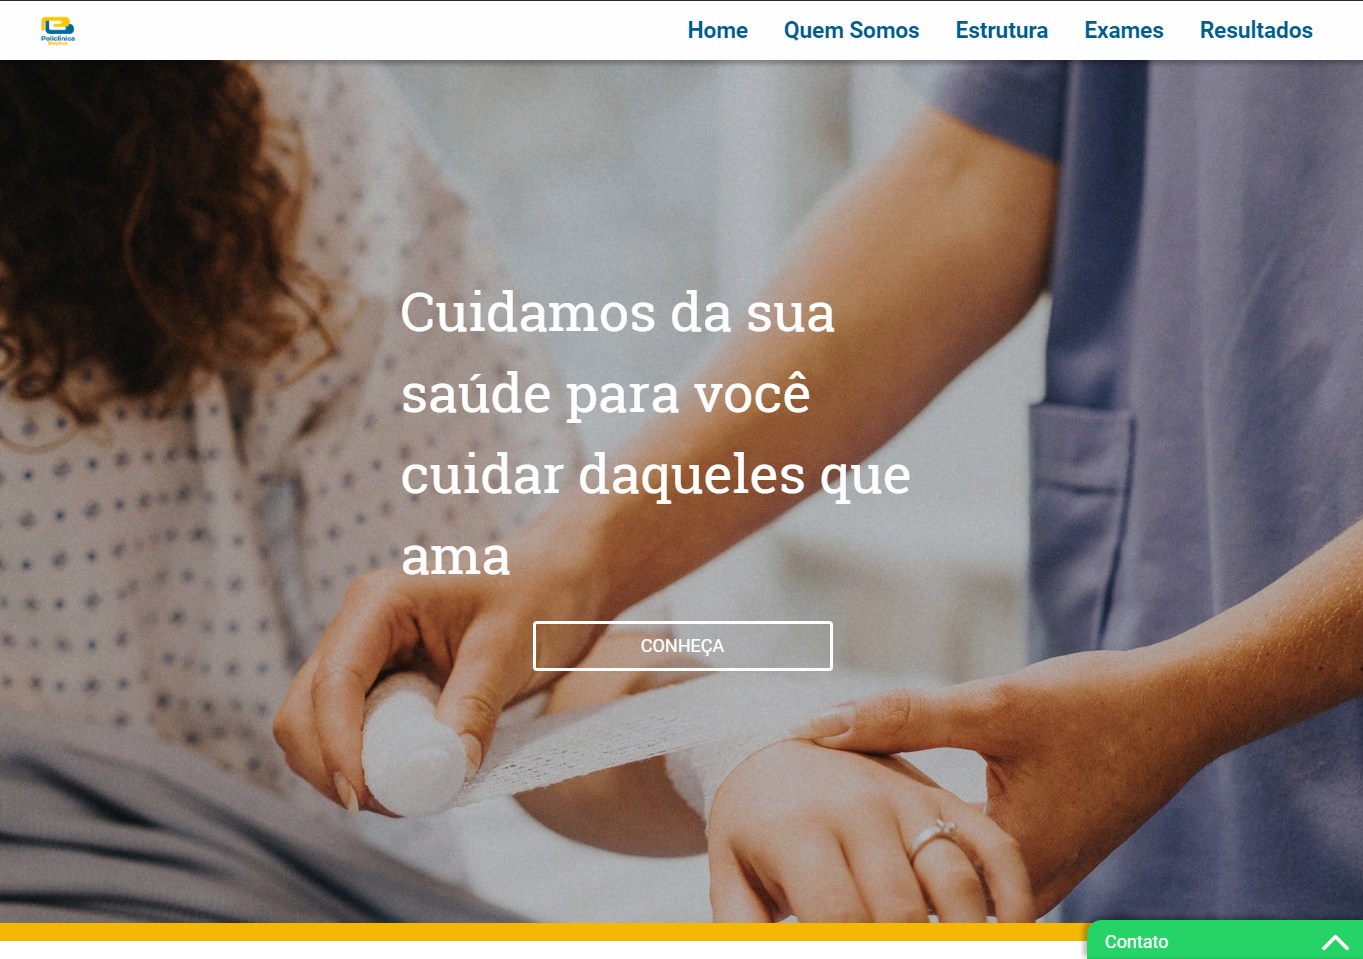 Policlínica
Home Quem Somos Estrutura Exames Resultados
Cuidamos da sua
saúde para você
cuidar daqueles que
ama
CONHEÇA
Contato